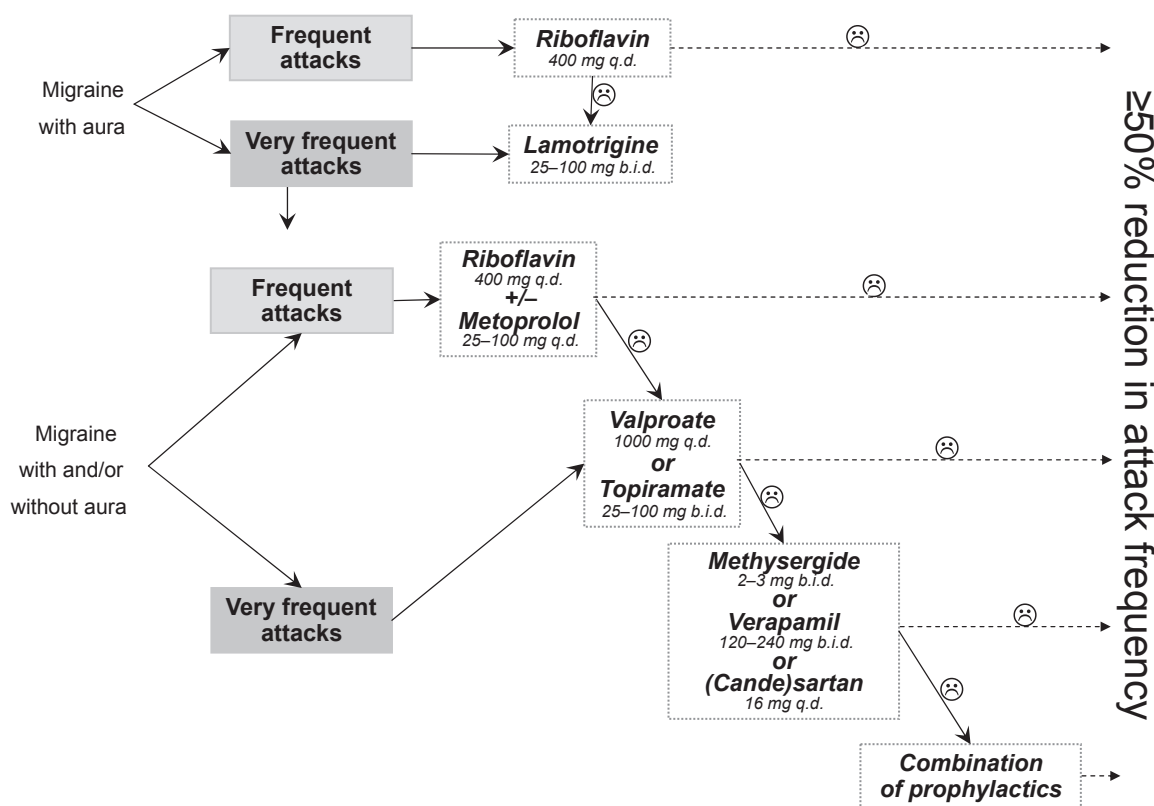 Migraine
with aura
Frequent
attacks
Riboflavin
400 mg q.d.
Very frequent
attacks
Lamotrigine
25–100 mg b.i.d.
Migraine
with and/or
without aura
Frequent
attacks
Riboflavin
400 mg q.d.
+/–
Metoprolol
25–100 mg q.d.
Valproate
1000 mg q.d.
or
Topiramate
25–100 mg b.i.d.
Very frequent
attacks
Methysergide
2–3 mg b.i.d.
or
Verapamil
120–240 mg b.i.d.
or
(Cande)sartan
16 mg q.d.
Combination
of prophylactics
≥50% reduction in attack frequency